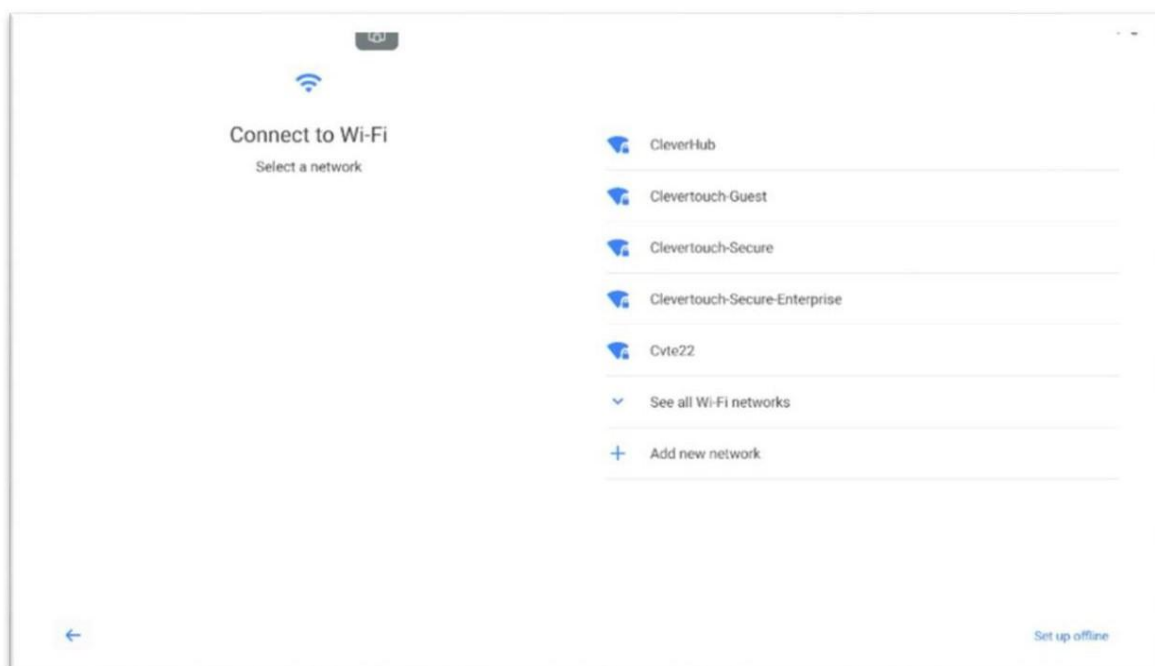 Connect to Wi-Fi
Select a network
CleverHub
Clevertouch-Guest
Clevertouch-Secure
Clevertouch-Secure-Enterprise
Cvte22
See all Wi-Fi networks
Add new network
Set up offline